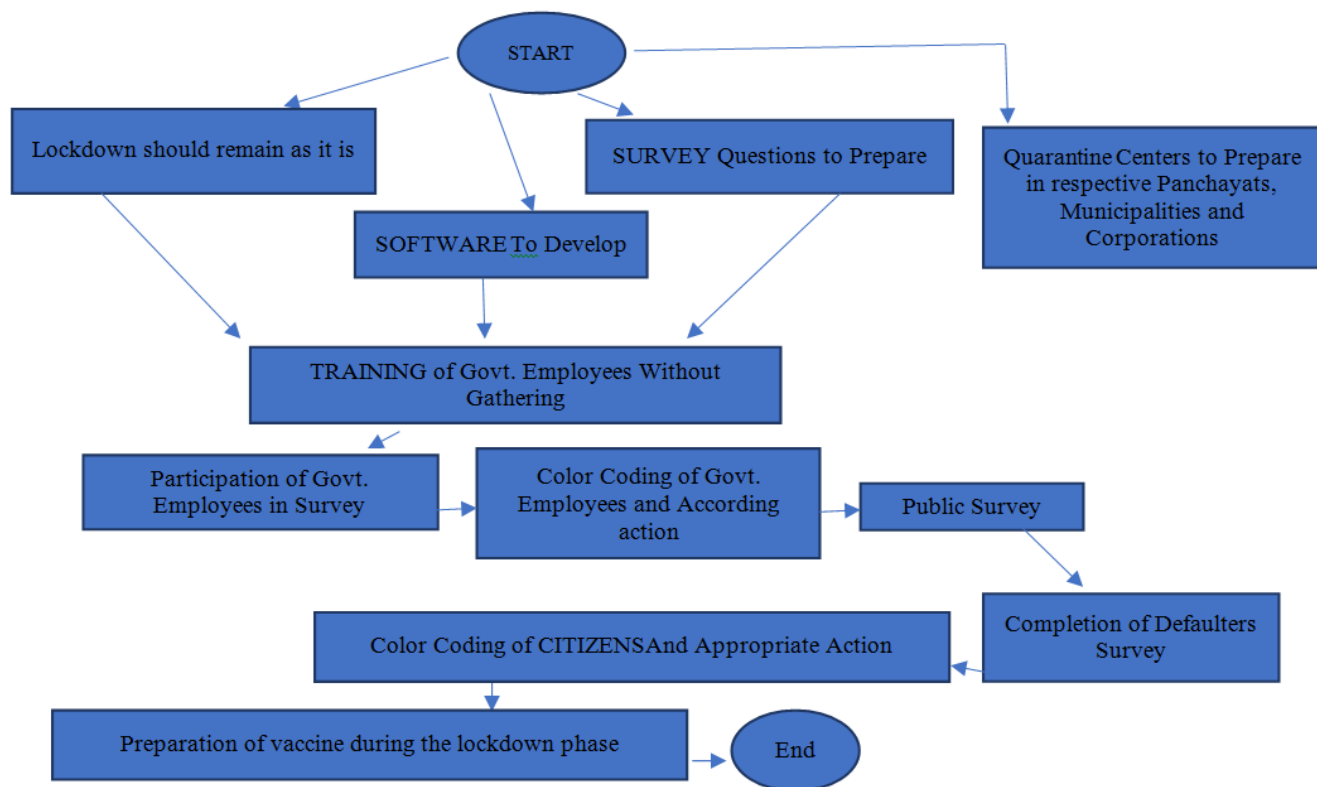 START
Lockdown should remain as it is
SURVEY Questions to Prepare
Quarantine Centers to Prepare
in respective Panchayats,
Municipalities and
Corporations
SOFTWARE To Develop
TRAINING of Govt. Employees Without
Gathering
Participation of Govt.
Employees in Survey
Color Coding of Govt.
Employees and According
action
Public Survey
Completion of Defaulters
Survey
Color Coding of CITIZENSAnd Appropriate Action
Preparation of vaccine during the lockdown phase
End